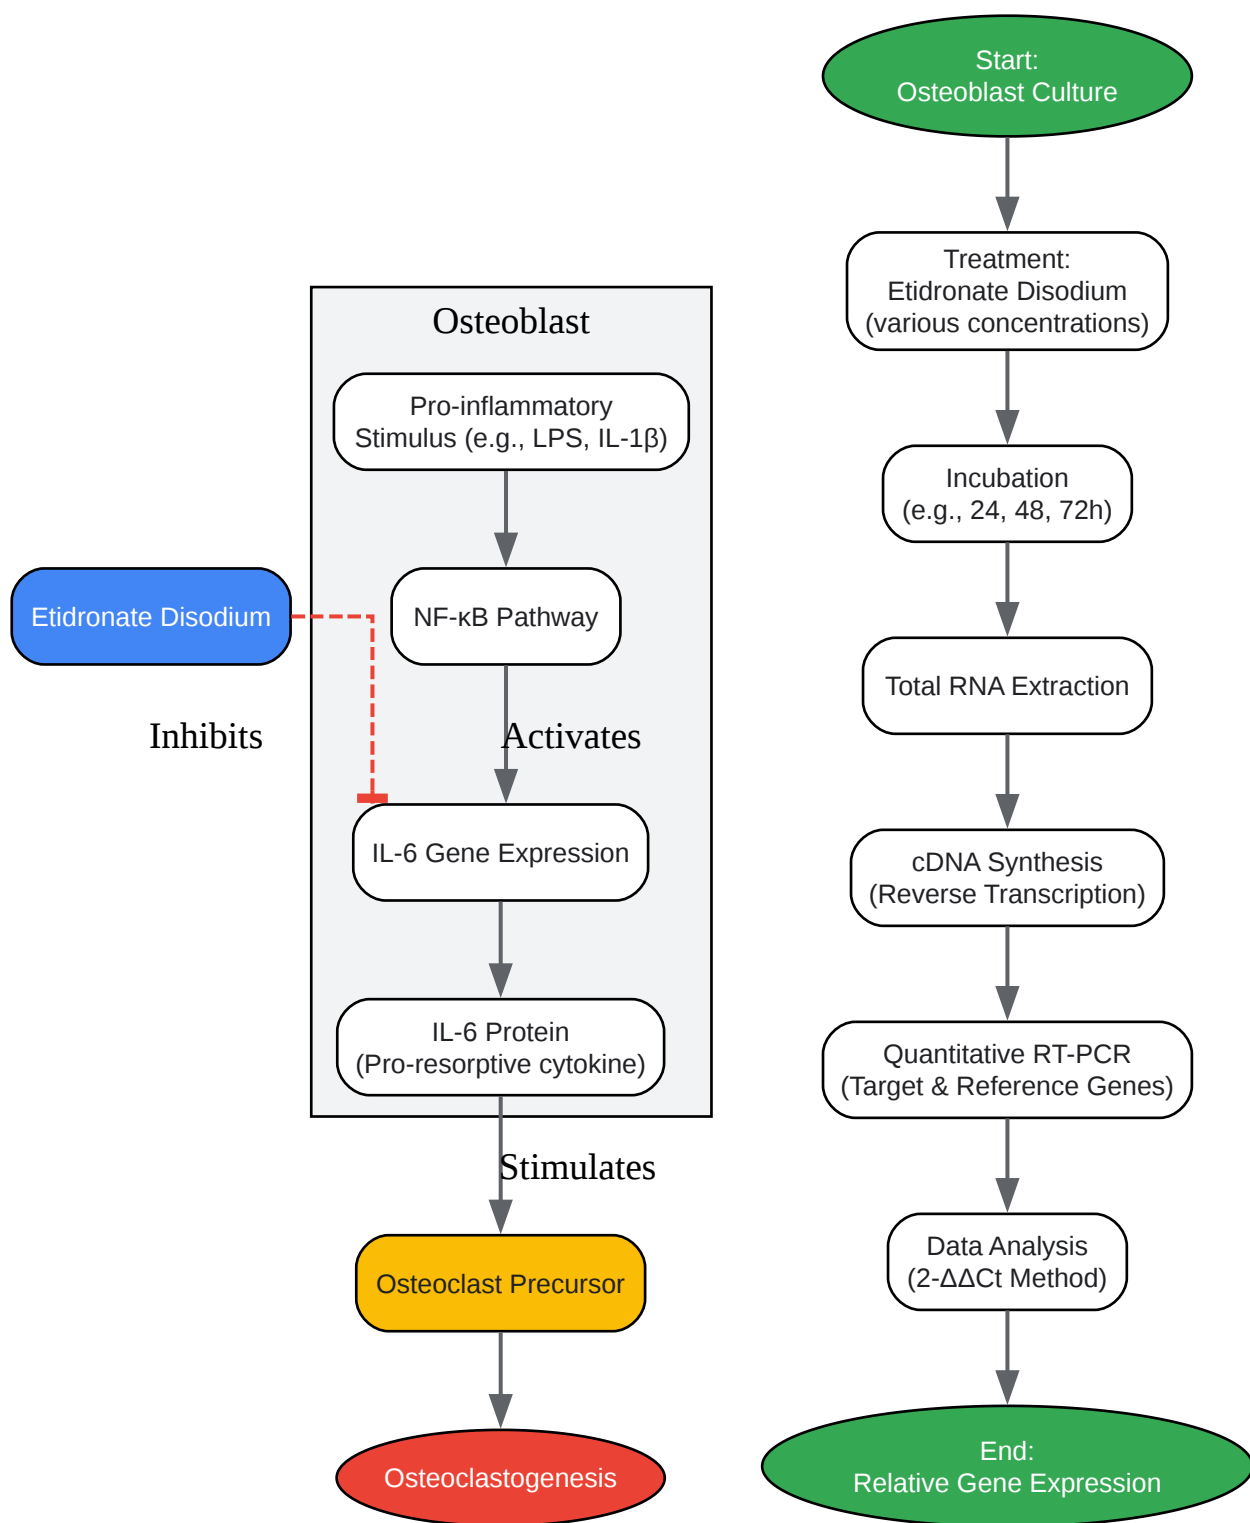 Osteoblast
Pro-inflammatory
Stimulus (e.g., LPS, IL-1β)
Etidronate Disodium
NF-κB Pathway
Inhibits
Activates
IL-6 Gene Expression
IL-6 Protein
(Pro-resorptive cytokine)
Stimulates
Osteoclast Precursor
Osteoclastogenesis
Start:
Osteoblast Culture
Treatment:
Etidronate Disodium
(various concentrations)
Incubation
(e.g., 24, 48, 72h)
Total RNA Extraction
cDNA Synthesis
(Reverse Transcription)
Quantitative RT-PCR
(Target & Reference Genes)
Data Analysis
(2-ΔΔCt Method)
End:
Relative Gene Expression